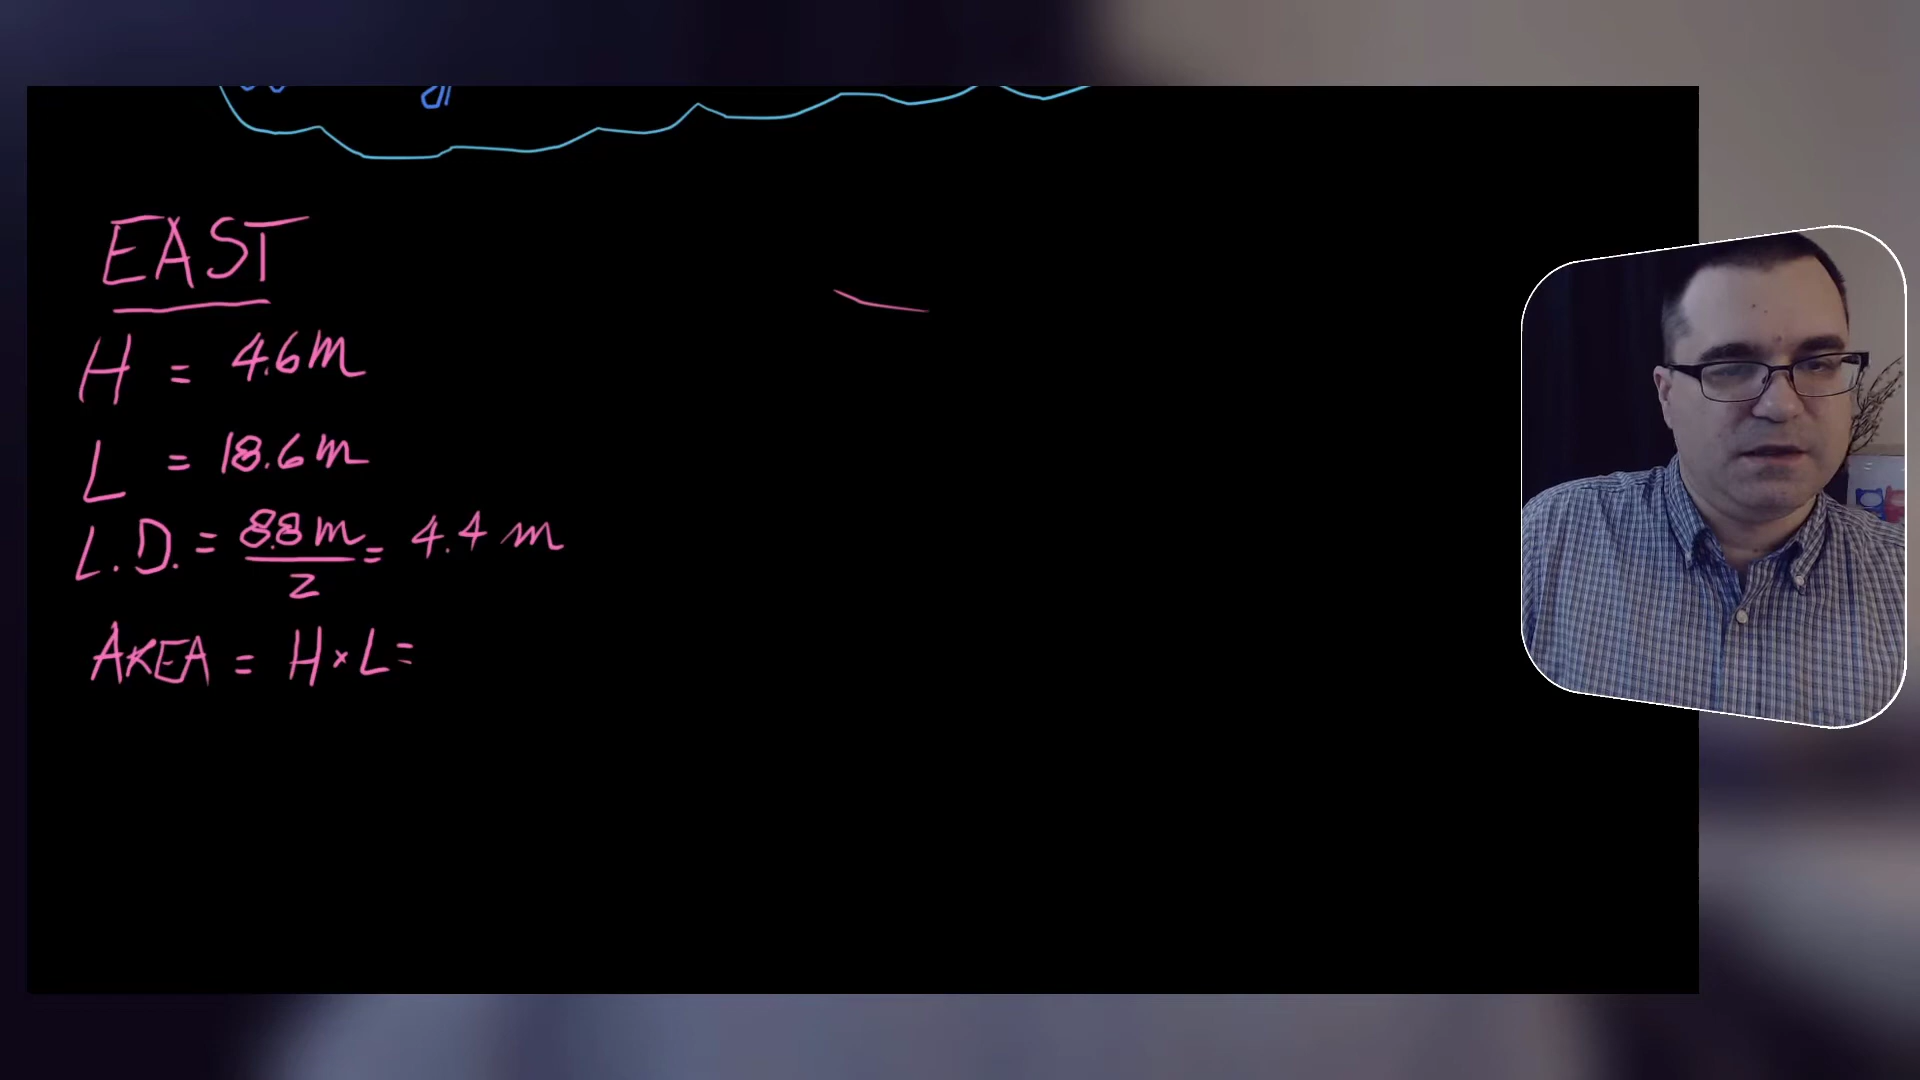 EAST
H = 4.6m
L = 18.6m
L.D. = 8.8m/2 = 4.4 m
AREA = H×L=